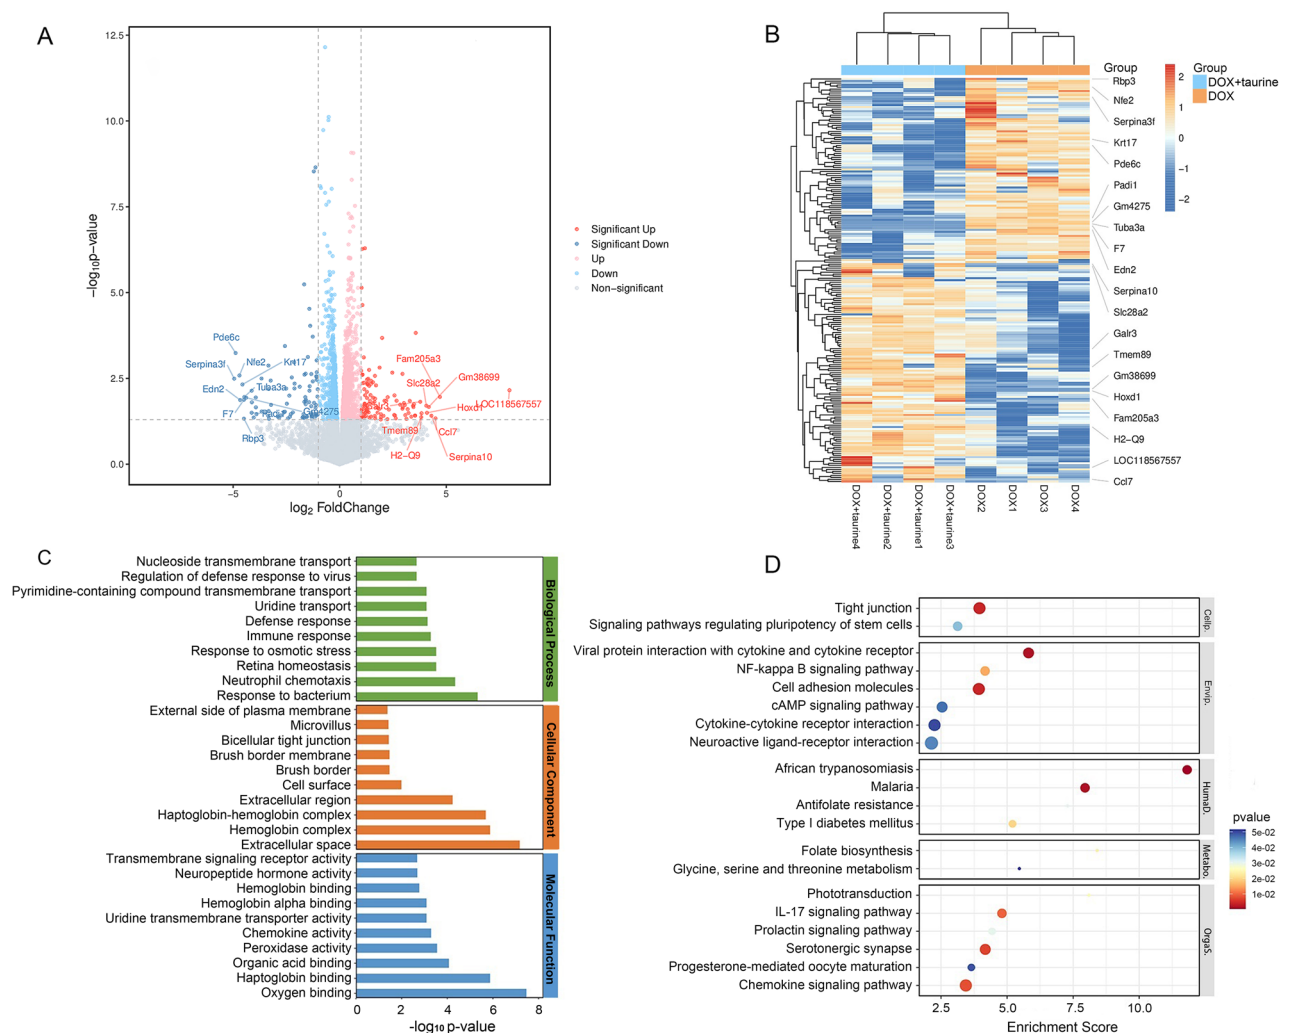 A
12.5
10.0
7.5
5.0
2.5
0.0
−log₁₀p−value
−5
0
5
log₂ FoldChange
Pde6c
Serpina3f
Nfe2
Krt17
Edn2
Tuba3a
F7
Padi1
Gm4275
Rbp3
Fam205a3
Slc28a2
Gm38699
LOC118567557
Hoxd1
Tmem89
Ccl7
H2−Q9
Serpina10
Significant Up
Significant Down
Up
Down
Non−significant
B
Group
Rbp3
Nfe2
Serpina3f
Krt17
Pde6c
Padi1
Gm4275
Tuba3a
F7
Edn2
Serpina10
Slc28a2
Galr3
Tmem89
Gm38699
Hoxd1
Fam205a3
H2−Q9
LOC118567557
Ccl7
2
1
0
−1
−2
Group
DOX+taurine
DOX
DOX+taurine4
DOX+taurine2
DOX+taurine1
DOX+taurine3
DOX2
DOX1
DOX3
DOX4
C
Nucleoside transmembrane transport
Regulation of defense response to virus
Pyrimidine-containing compound transmembrane transport
Uridine transport
Defense response
Immune response
Response to osmotic stress
Retina homeostasis
Neutrophil chemotaxis
Response to bacterium
Biological Process
External side of plasma membrane
Microvillus
Bicellular tight junction
Brush border membrane
Brush border
Cell surface
Extracellular region
Haptoglobin-hemoglobin complex
Hemoglobin complex
Extracellular space
Cellular Component
Transmembrane signaling receptor activity
Neuropeptide hormone activity
Hemoglobin binding
Hemoglobin alpha binding
Uridine transmembrane transporter activity
Chemokine activity
Peroxidase activity
Organic acid binding
Haptoglobin binding
Oxygen binding
Molecular Function
0
2
4
6
8
-log₁₀ p-value
D
Tight junction
Signaling pathways regulating pluripotency of stem cells
Cellp.
Viral protein interaction with cytokine and cytokine receptor
NF-kappa B signaling pathway
Cell adhesion molecules
cAMP signaling pathway
Cytokine-cytokine receptor interaction
Neuroactive ligand-receptor interaction
Envip.
African trypanosomiasis
Malaria
Antifolate resistance
Type I diabetes mellitus
HumaD.
Folate biosynthesis
Glycine, serine and threonine metabolism
Metabo.
Phototransduction
IL-17 signaling pathway
Prolactin signaling pathway
Serotonergic synapse
Progesterone-mediated oocyte maturation
Chemokine signaling pathway
OrgaS.
2.5
5.0
7.5
10.0
Enrichment Score
pvalue
5e-02
4e-02
3e-02
2e-02
1e-02